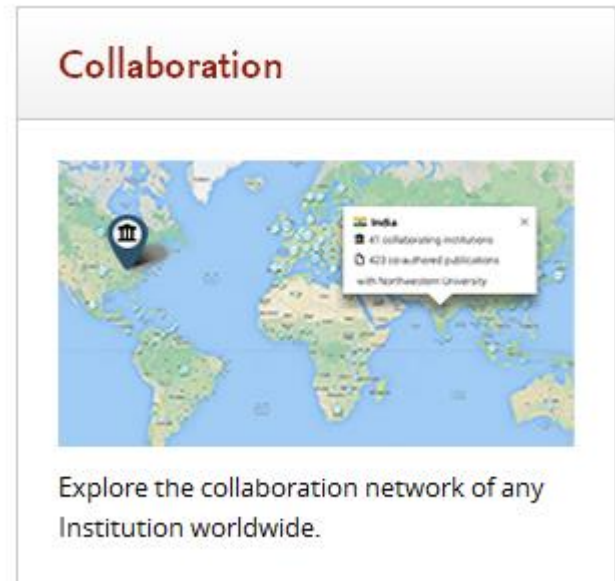 Collaboration
India
41 collaborating institutions
423 co-authored publications
with Northwestern University
Explore the collaboration network of any
Institution worldwide.